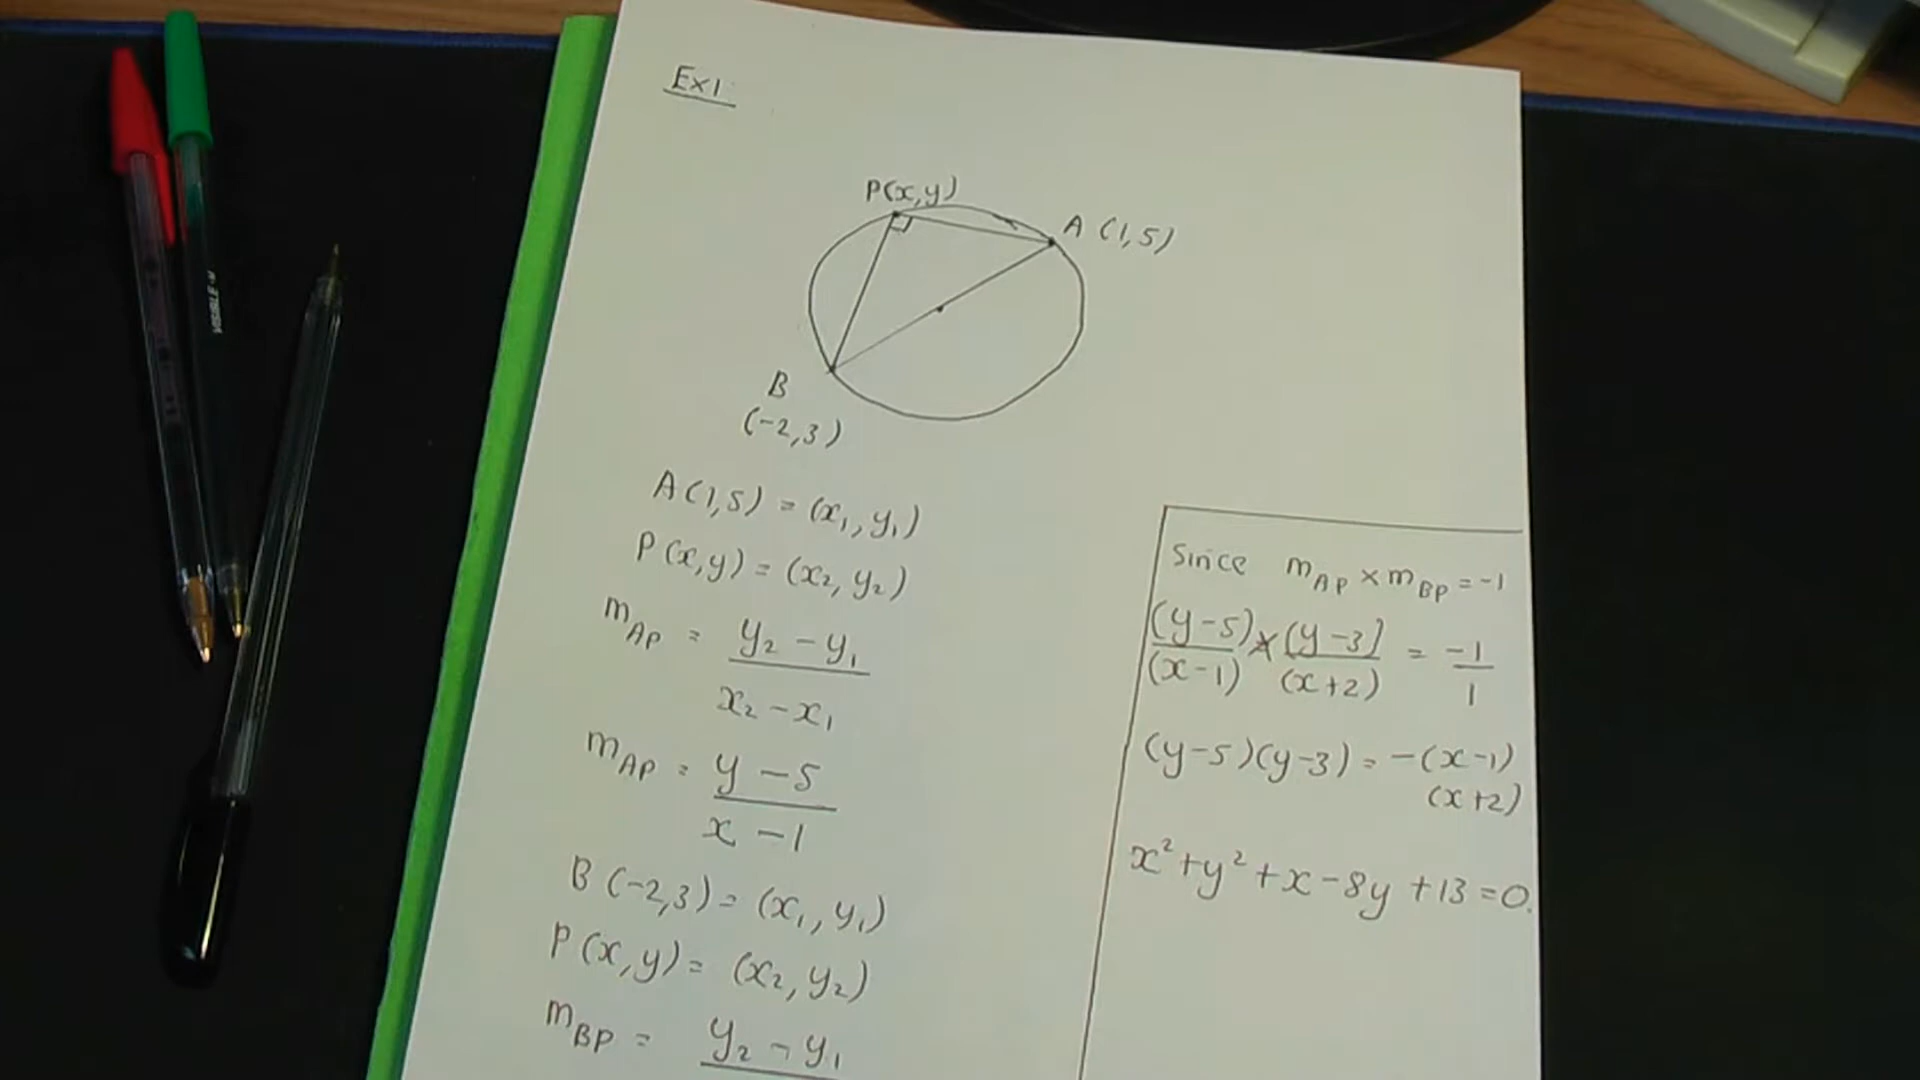 Ex1.
P(x,y)
A (1,5)
B
(-2,3)
A(1,5) = (x₁, y₁)
P(x,y) = (x₂, y₂)
m_AP = (y₂ - y₁)/(x₂ - x₁)
m_AP = (y - 5)/(x - 1)
B(-2,3) = (x₁, y₁)
P(x,y) = (x₂, y₂)
m_BP = y₂ - y₁
Since m_AP × m_BP = -1
(y-5)/(x-1) × (y-3)/(x+2) = -1/1
(y-5)(y-3) = -(x-1)
(x+2)
x² + y² + x - 8y + 13 = 0.
VISIBLE